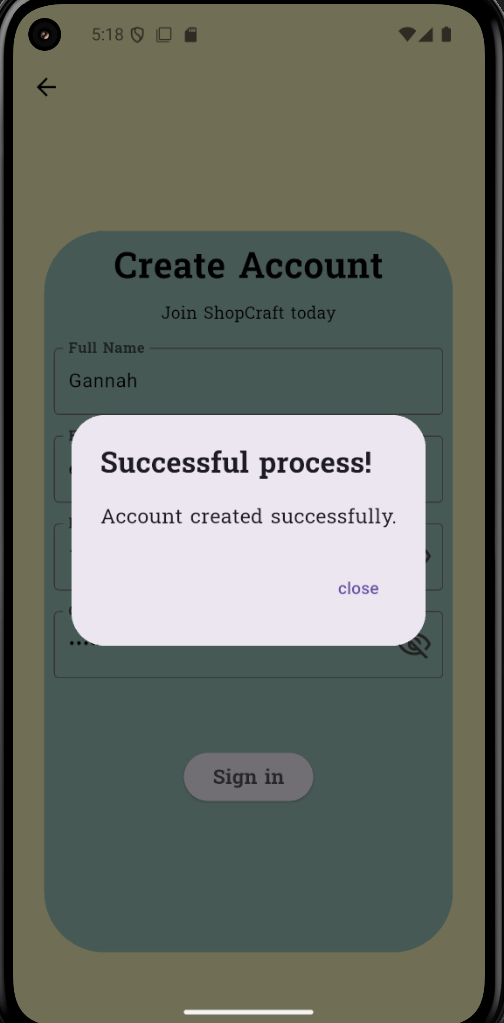 5:18
Create Account
Join ShopCraft today
Full Name
Gannah
Successful process!
Account created successfully.
close
Sign in